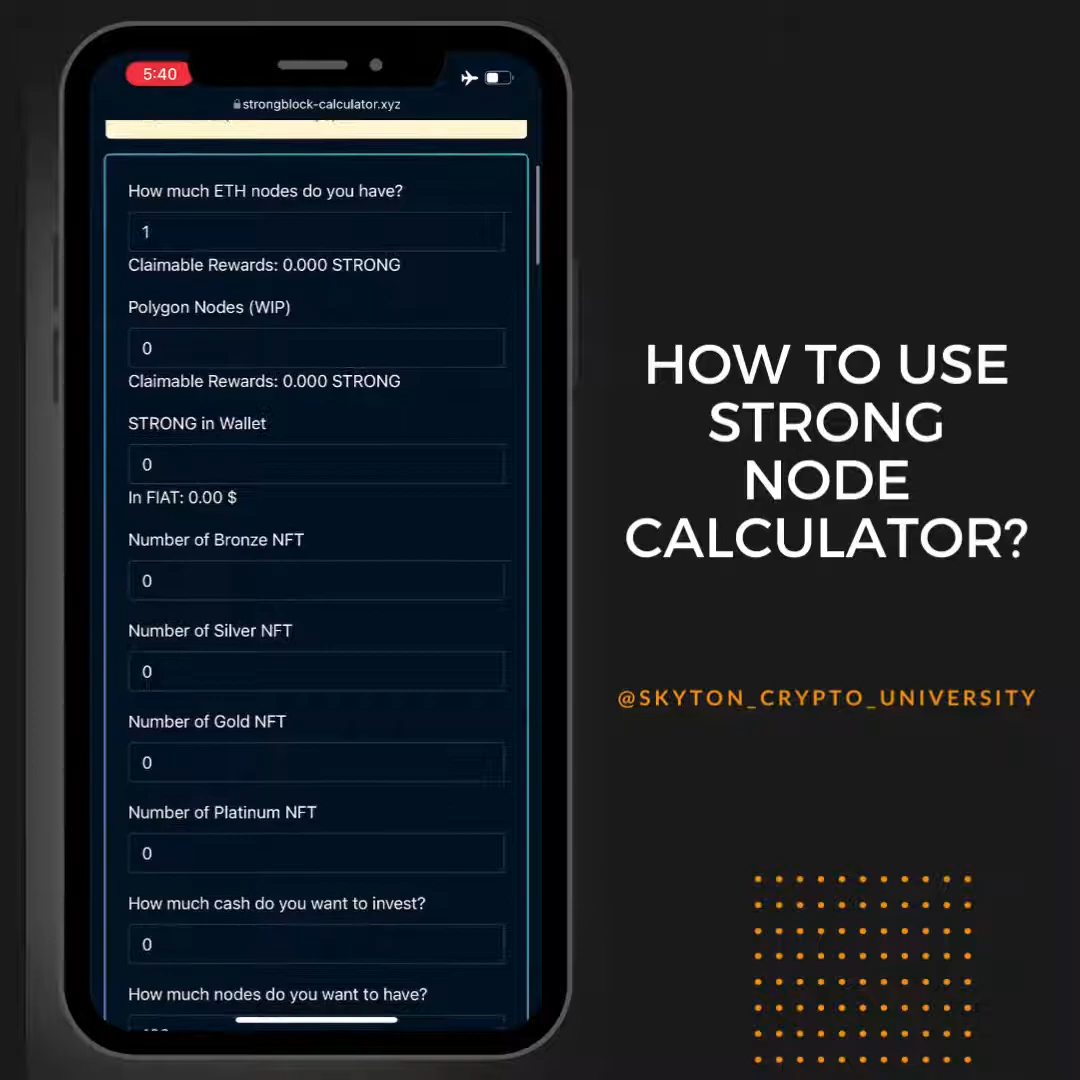 5:40
strongblock-calculator.xyz
How much ETH nodes do you have?
1
Claimable Rewards: 0.000 STRONG
Polygon Nodes (WIP)
0
Claimable Rewards: 0.000 STRONG
STRONG in Wallet
0
In FIAT: 0.00 $
Number of Bronze NFT
0
Number of Silver NFT
0
Number of Gold NFT
0
Number of Platinum NFT
0
How much cash do you want to invest?
0
How much nodes do you want to have?
HOW TO USE
STRONG
NODE
CALCULATOR?
@SKYTON_CRYPTO_UNIVERSITY